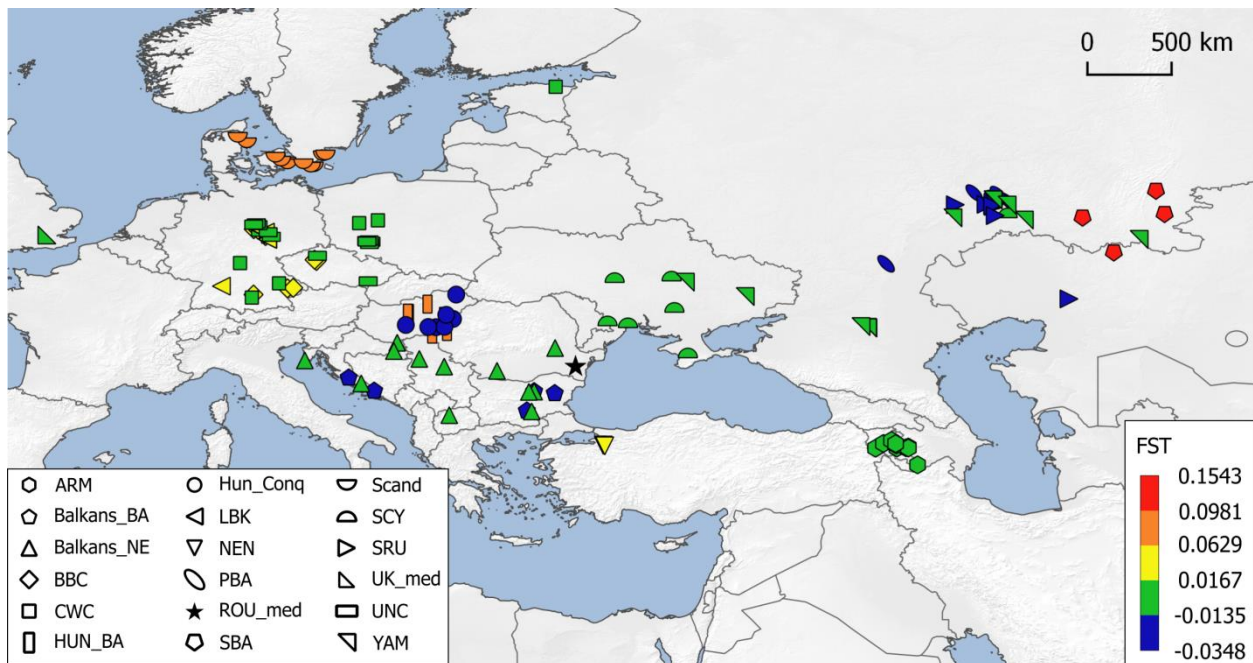 0 500 km
ARM Hun_Conq Scand
Balkans_BA LBK SCY
Balkans_NE NEN SRU
BBC PBA UK_med
CWC ROU_med UNC
HUN_BA SBA YAM
FST
0.1543
0.0981
0.0629
0.0167
-0.0135
-0.0348